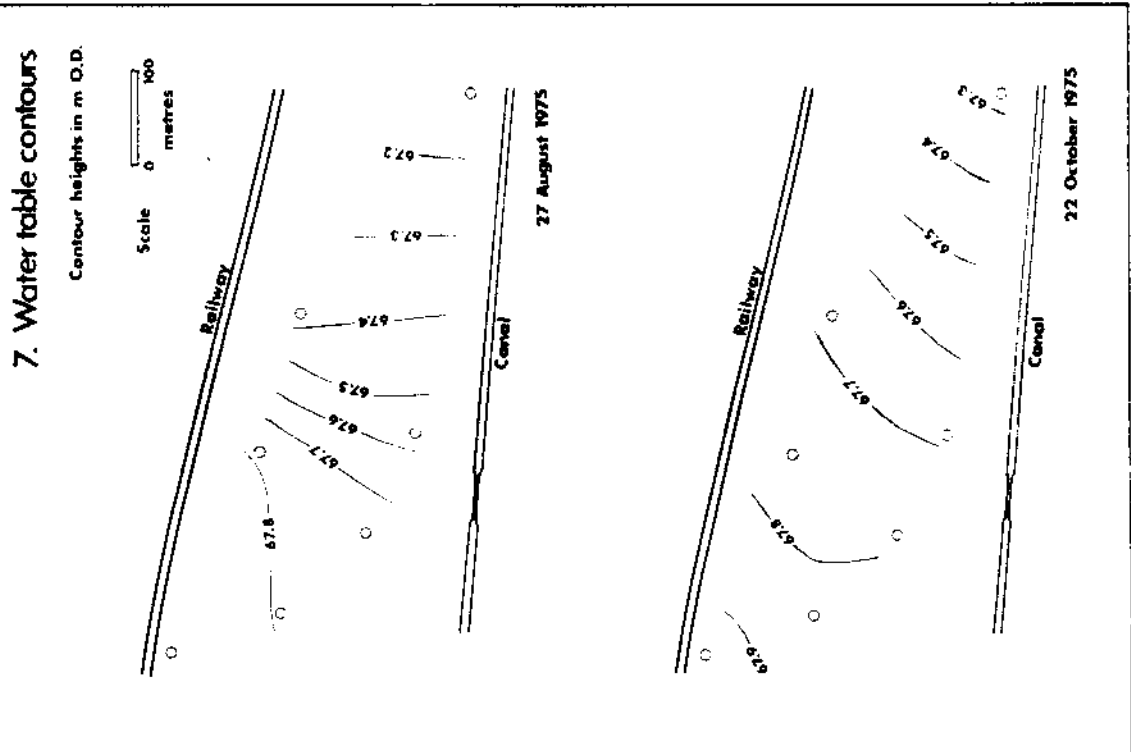 7. Water table contours
Contour heights in m O.D.
Scale
0 100
metres
Railway
67.8
67.7
67.6
67.5
67.4
67.3
67.2
Canal
27 August 1975
Railway
67.9
67.8
67.7
67.6
67.5
67.4
67.3
Canal
22 October 1975